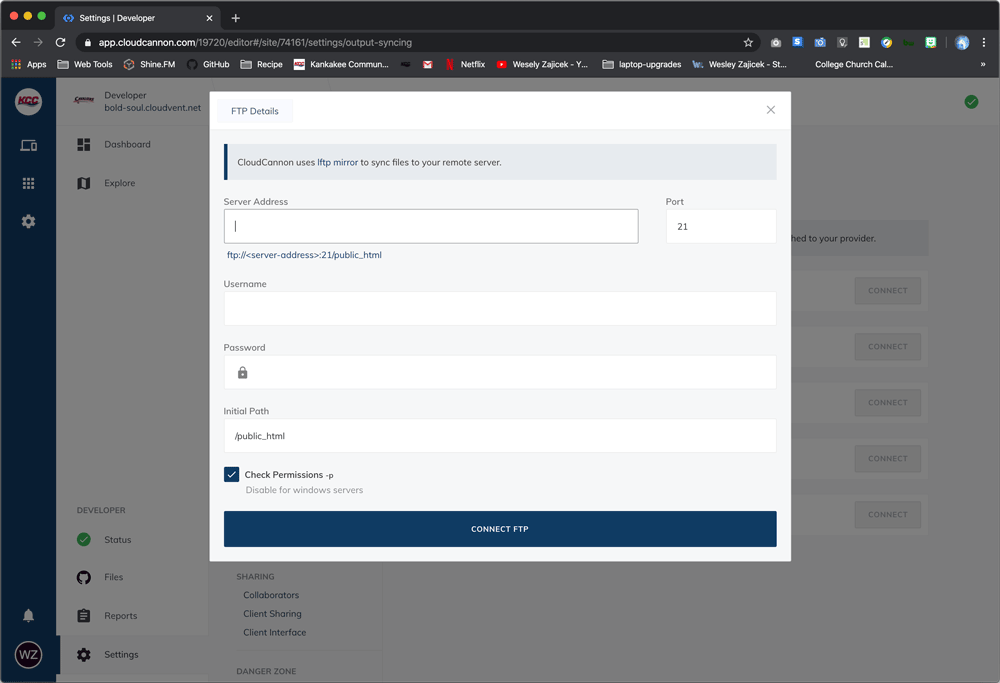 Settings | Developer
app.cloudcannon.com/19720/editor#/site/74161/settings/output-syncing
Apps
Web Tools
Shine.FM
GitHub
Recipe
KCC
Kankakee Commun...
Netflix
Wesely Zajicek - Y...
laptop-upgrades
Wesley Zajicek - St...
College Church Cal...
»
KCC
Developer
bold-soul.cloudvent.net
Dashboard
Explore
FTP Details
CloudCannon uses lftp mirror to sync files to your remote server.
Server Address
Port
21
ftp://<server-address>:21/public_html
Username
Password
Initial Path
/public_html
Check Permissions -p
Disable for windows servers
CONNECT FTP
hed to your provider.
CONNECT
CONNECT
CONNECT
CONNECT
CONNECT
DEVELOPER
Status
Files
Reports
Settings
WZ
SHARING
Collaborators
Client Sharing
Client Interface
DANGER ZONE